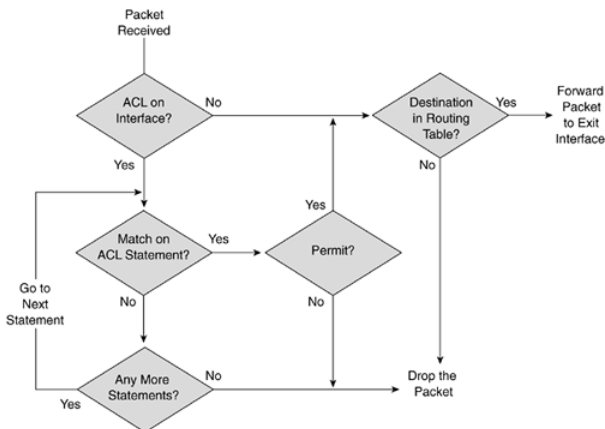 Packet
Received
ACL on
Interface?
No
Destination
in Routing
Table?
Yes
Forward
Packet
to Exit
Interface
Yes
No
Match on
ACL Statement?
Yes
Yes
Permit?
Go to
Next
Statement
No
No
Any More
Statements?
No
Yes
Drop the
Packet